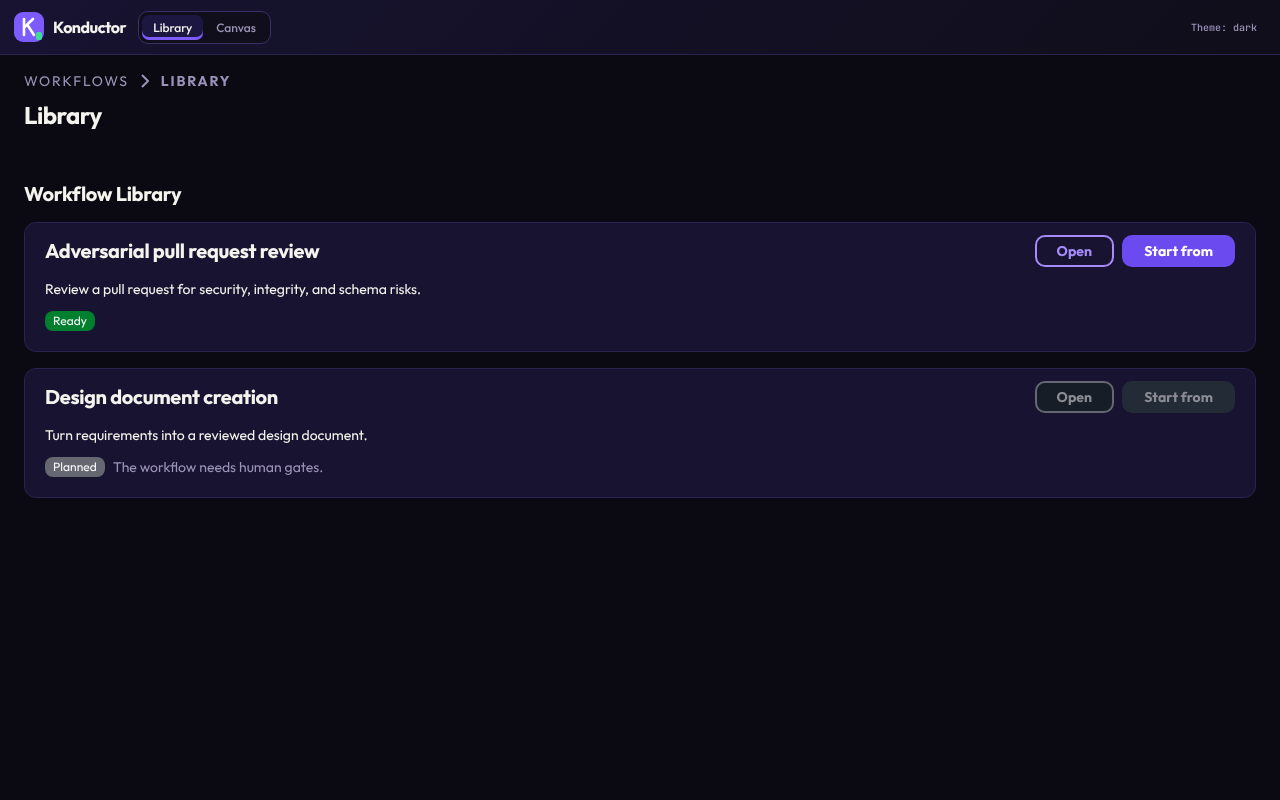 K Konductor Library Canvas Theme: dark
WORKFLOWS > LIBRARY
Library
Workflow Library
Adversarial pull request review Open Start from
Review a pull request for security, integrity, and schema risks.
Ready
Design document creation Open Start from
Turn requirements into a reviewed design document.
Planned The workflow needs human gates.